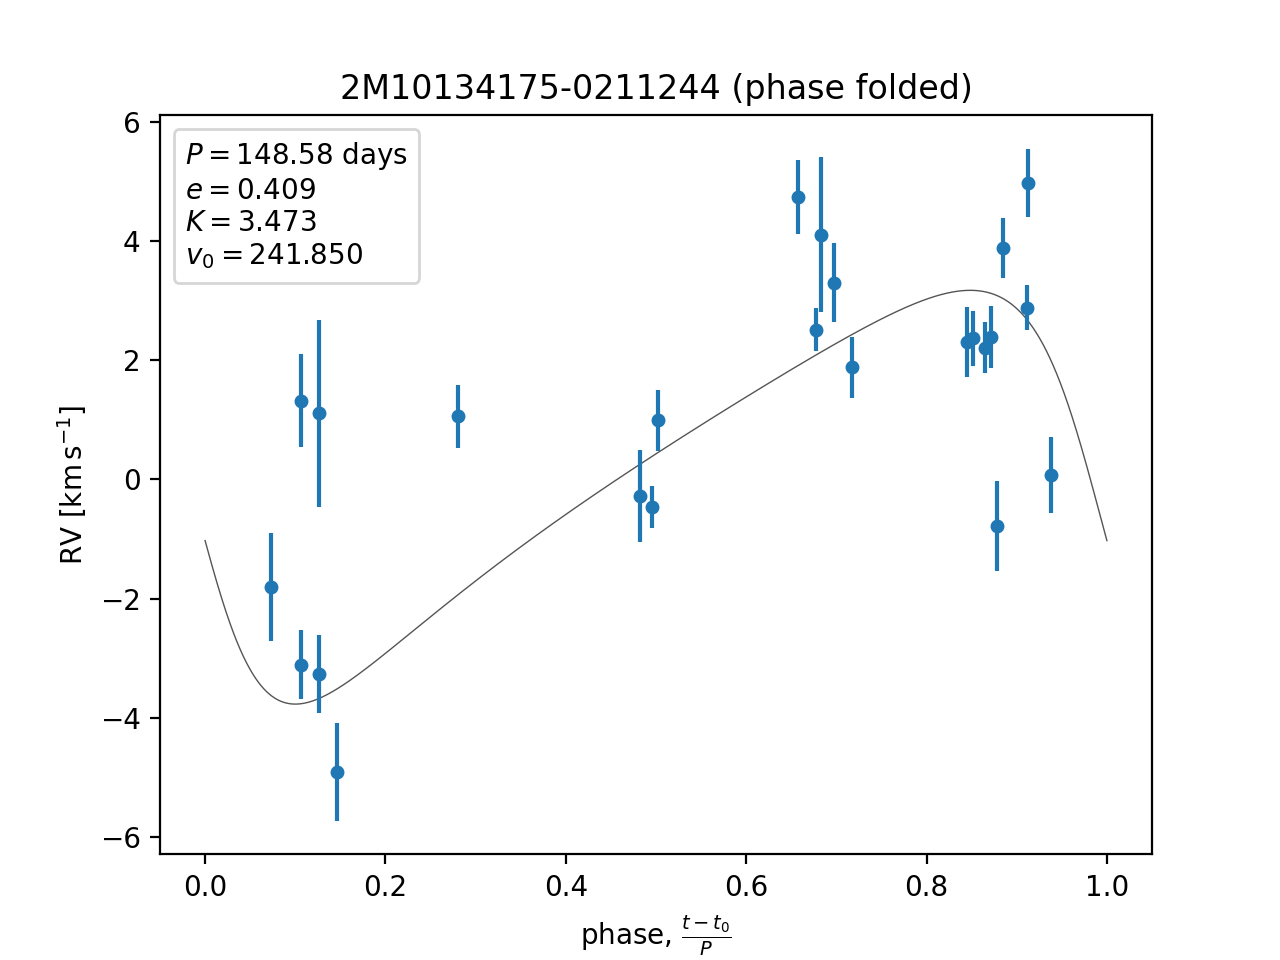 2M10134175-0211244 (phase folded)
P = 148.58 days
e = 0.409
K = 3.473
v₀ = 241.850
6
4
2
0
−2
−4
−6
RV [km s⁻¹]
0.0 0.2 0.4 0.6 0.8 1.0
phase, (t − t₀)/P